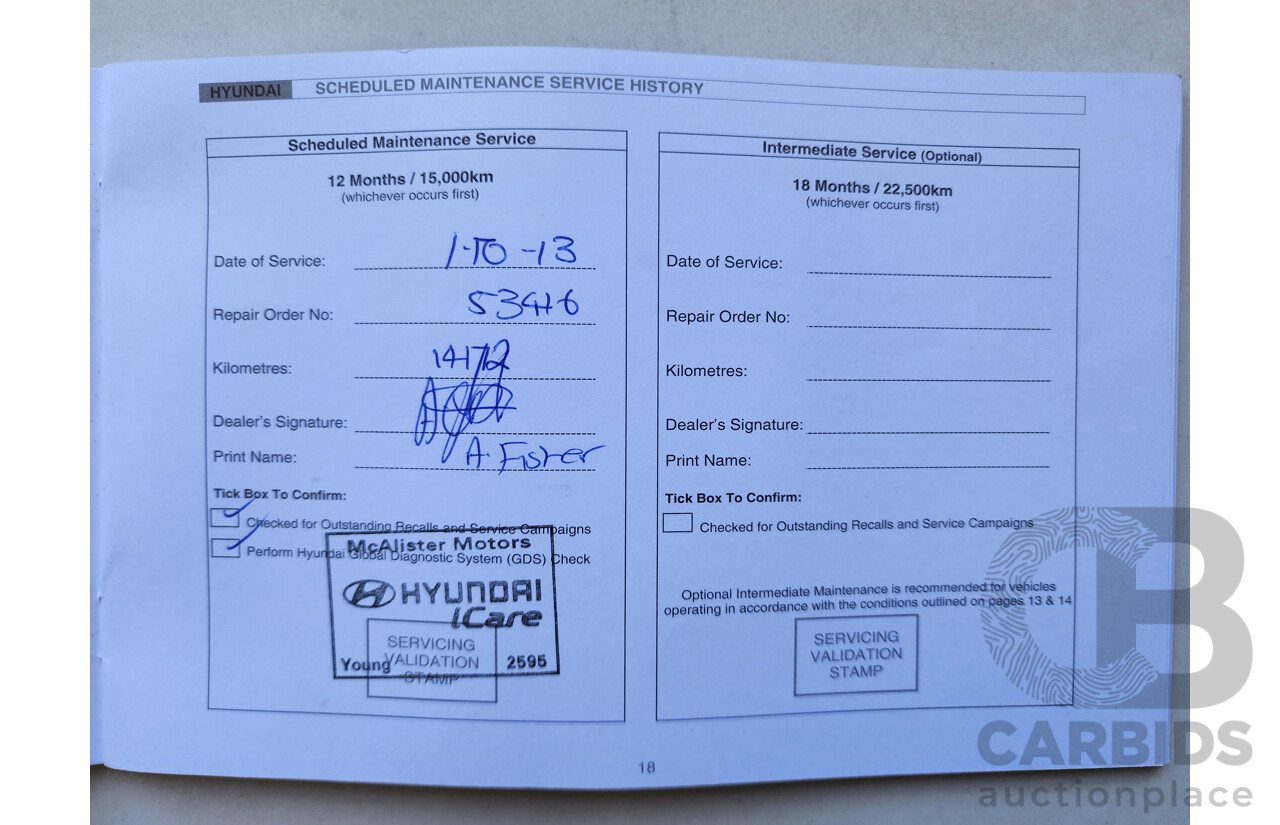 HYUNDAI SCHEDULED MAINTENANCE SERVICE HISTORY
Scheduled Maintenance Service
12 Months / 15,000km
(whichever occurs first)
Date of Service: 1-10-13
Repair Order No: 53416
Kilometres: 14172
Dealer's Signature:
Print Name: A. Fisher
Tick Box To Confirm:
Checked for Outstanding Recalls and Service Campaigns
Perform Hyundai Global Diagnostic System (GDS) Check
McAlister Motors
HYUNDAI
iCare
Young 2595
SERVICING
VALIDATION
STAMP
Intermediate Service (Optional)
18 Months / 22,500km
(whichever occurs first)
Date of Service:
Repair Order No:
Kilometres:
Dealer's Signature:
Print Name:
Tick Box To Confirm:
Checked for Outstanding Recalls and Service Campaigns
Optional Intermediate Maintenance is recommended for vehicles
operating in accordance with the conditions outlined on pages 13 & 14
SERVICING
VALIDATION
STAMP
18
CB
CARBIDS
auctionplace